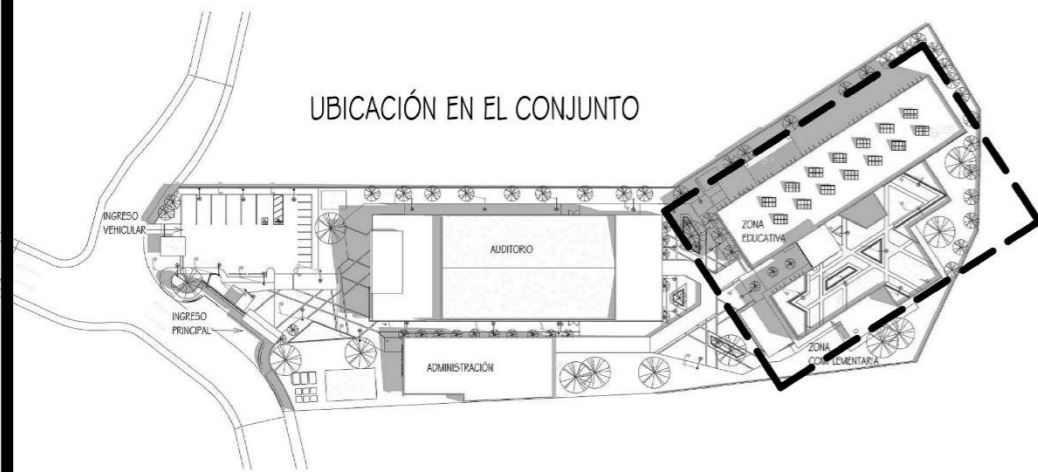 UBICACIÓN EN EL CONJUNTO
INGRESO
VEHICULAR
AUDITORIO
ZONA
EDUCATIVA
INGRESO
PRINCIPAL
ADMINISTRACIÓN
ZONA
COMPLEMENTARIA